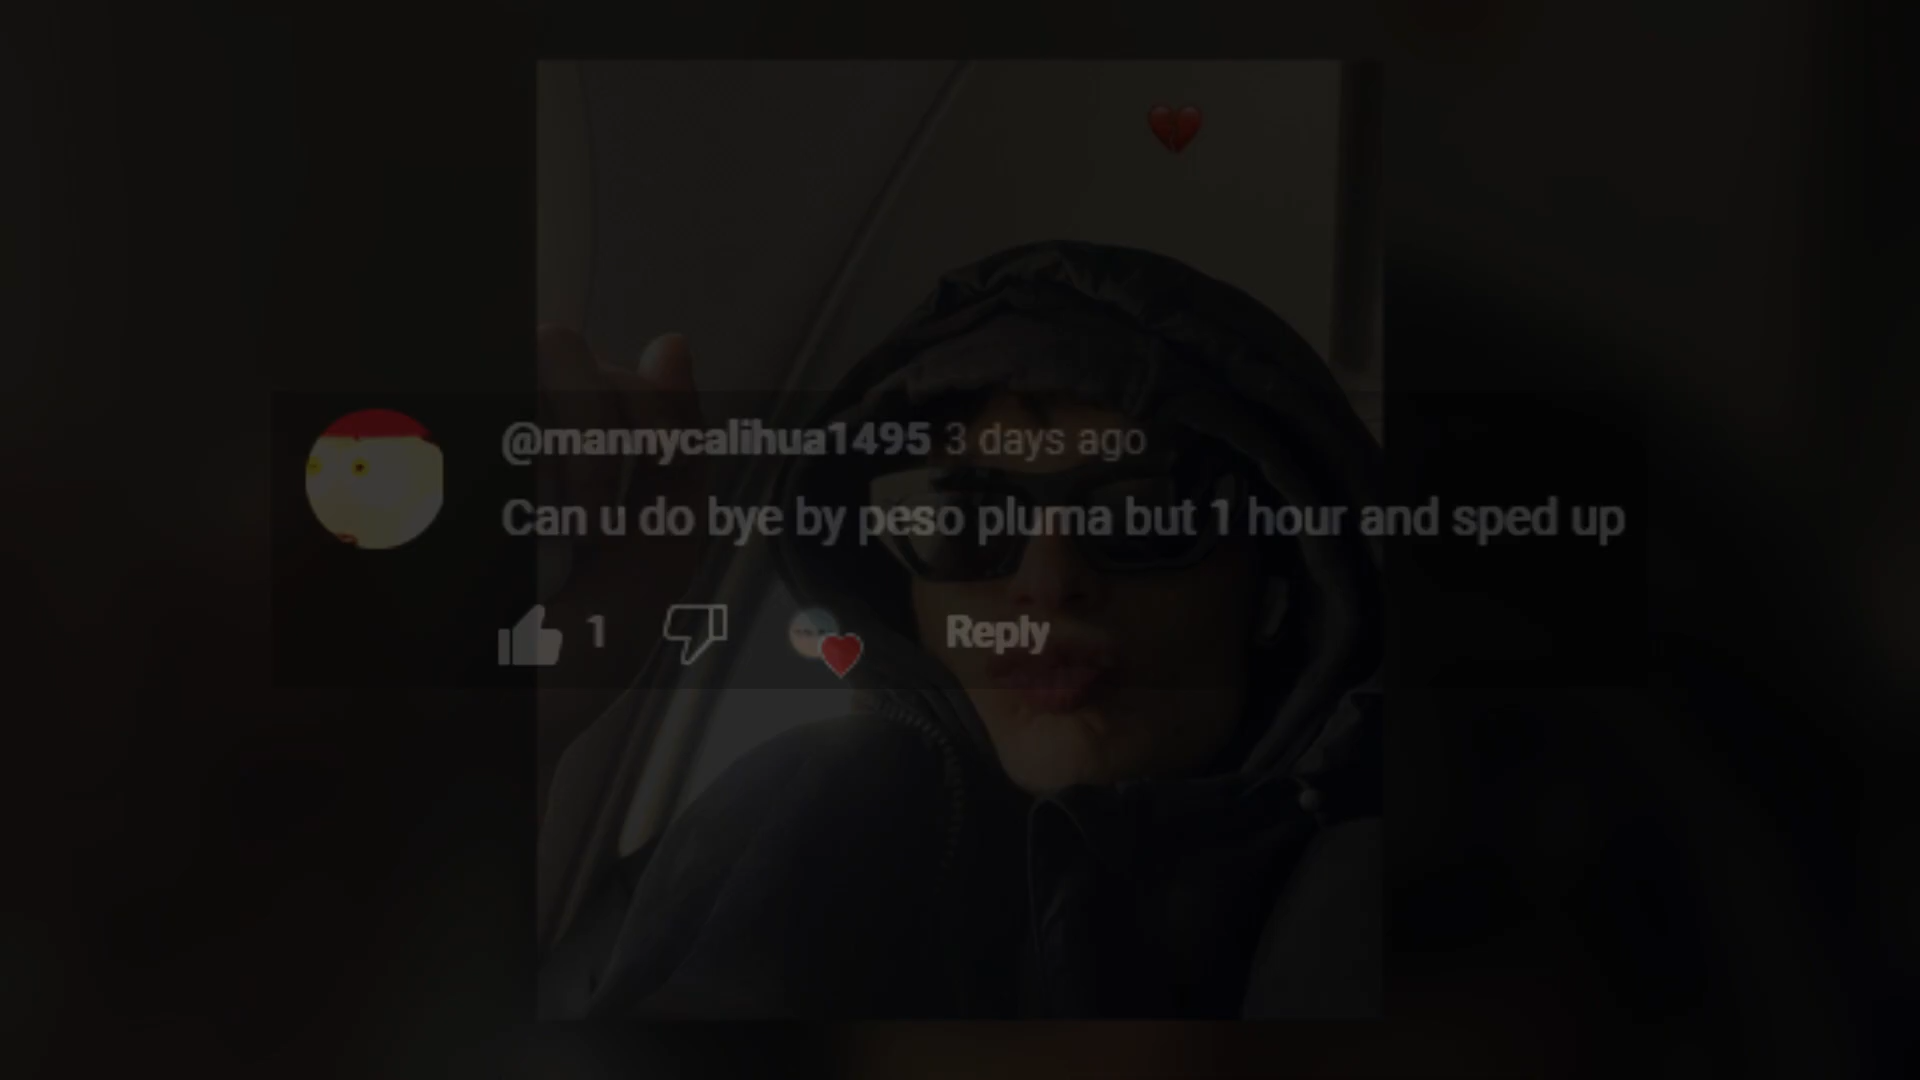 @mannycalihua1495 3 days ago
Can u do bye by peso pluma but 1 hour and sped up
1 Reply